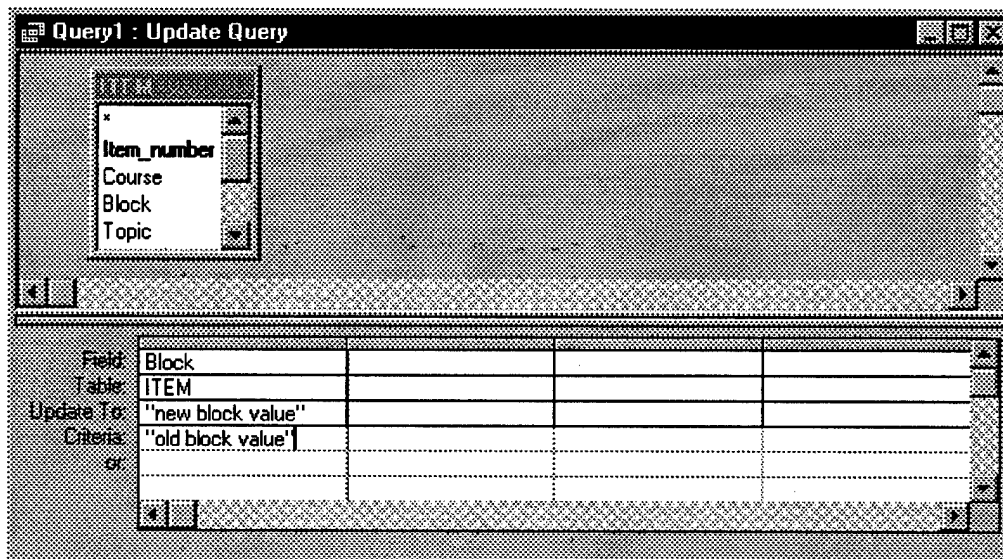 Query1 : Update Query
ITEM
*
Item_number
Course
Block
Topic
Field: Block
Table: ITEM
Update To: "new block value"
Criteria: "old block value"
or: